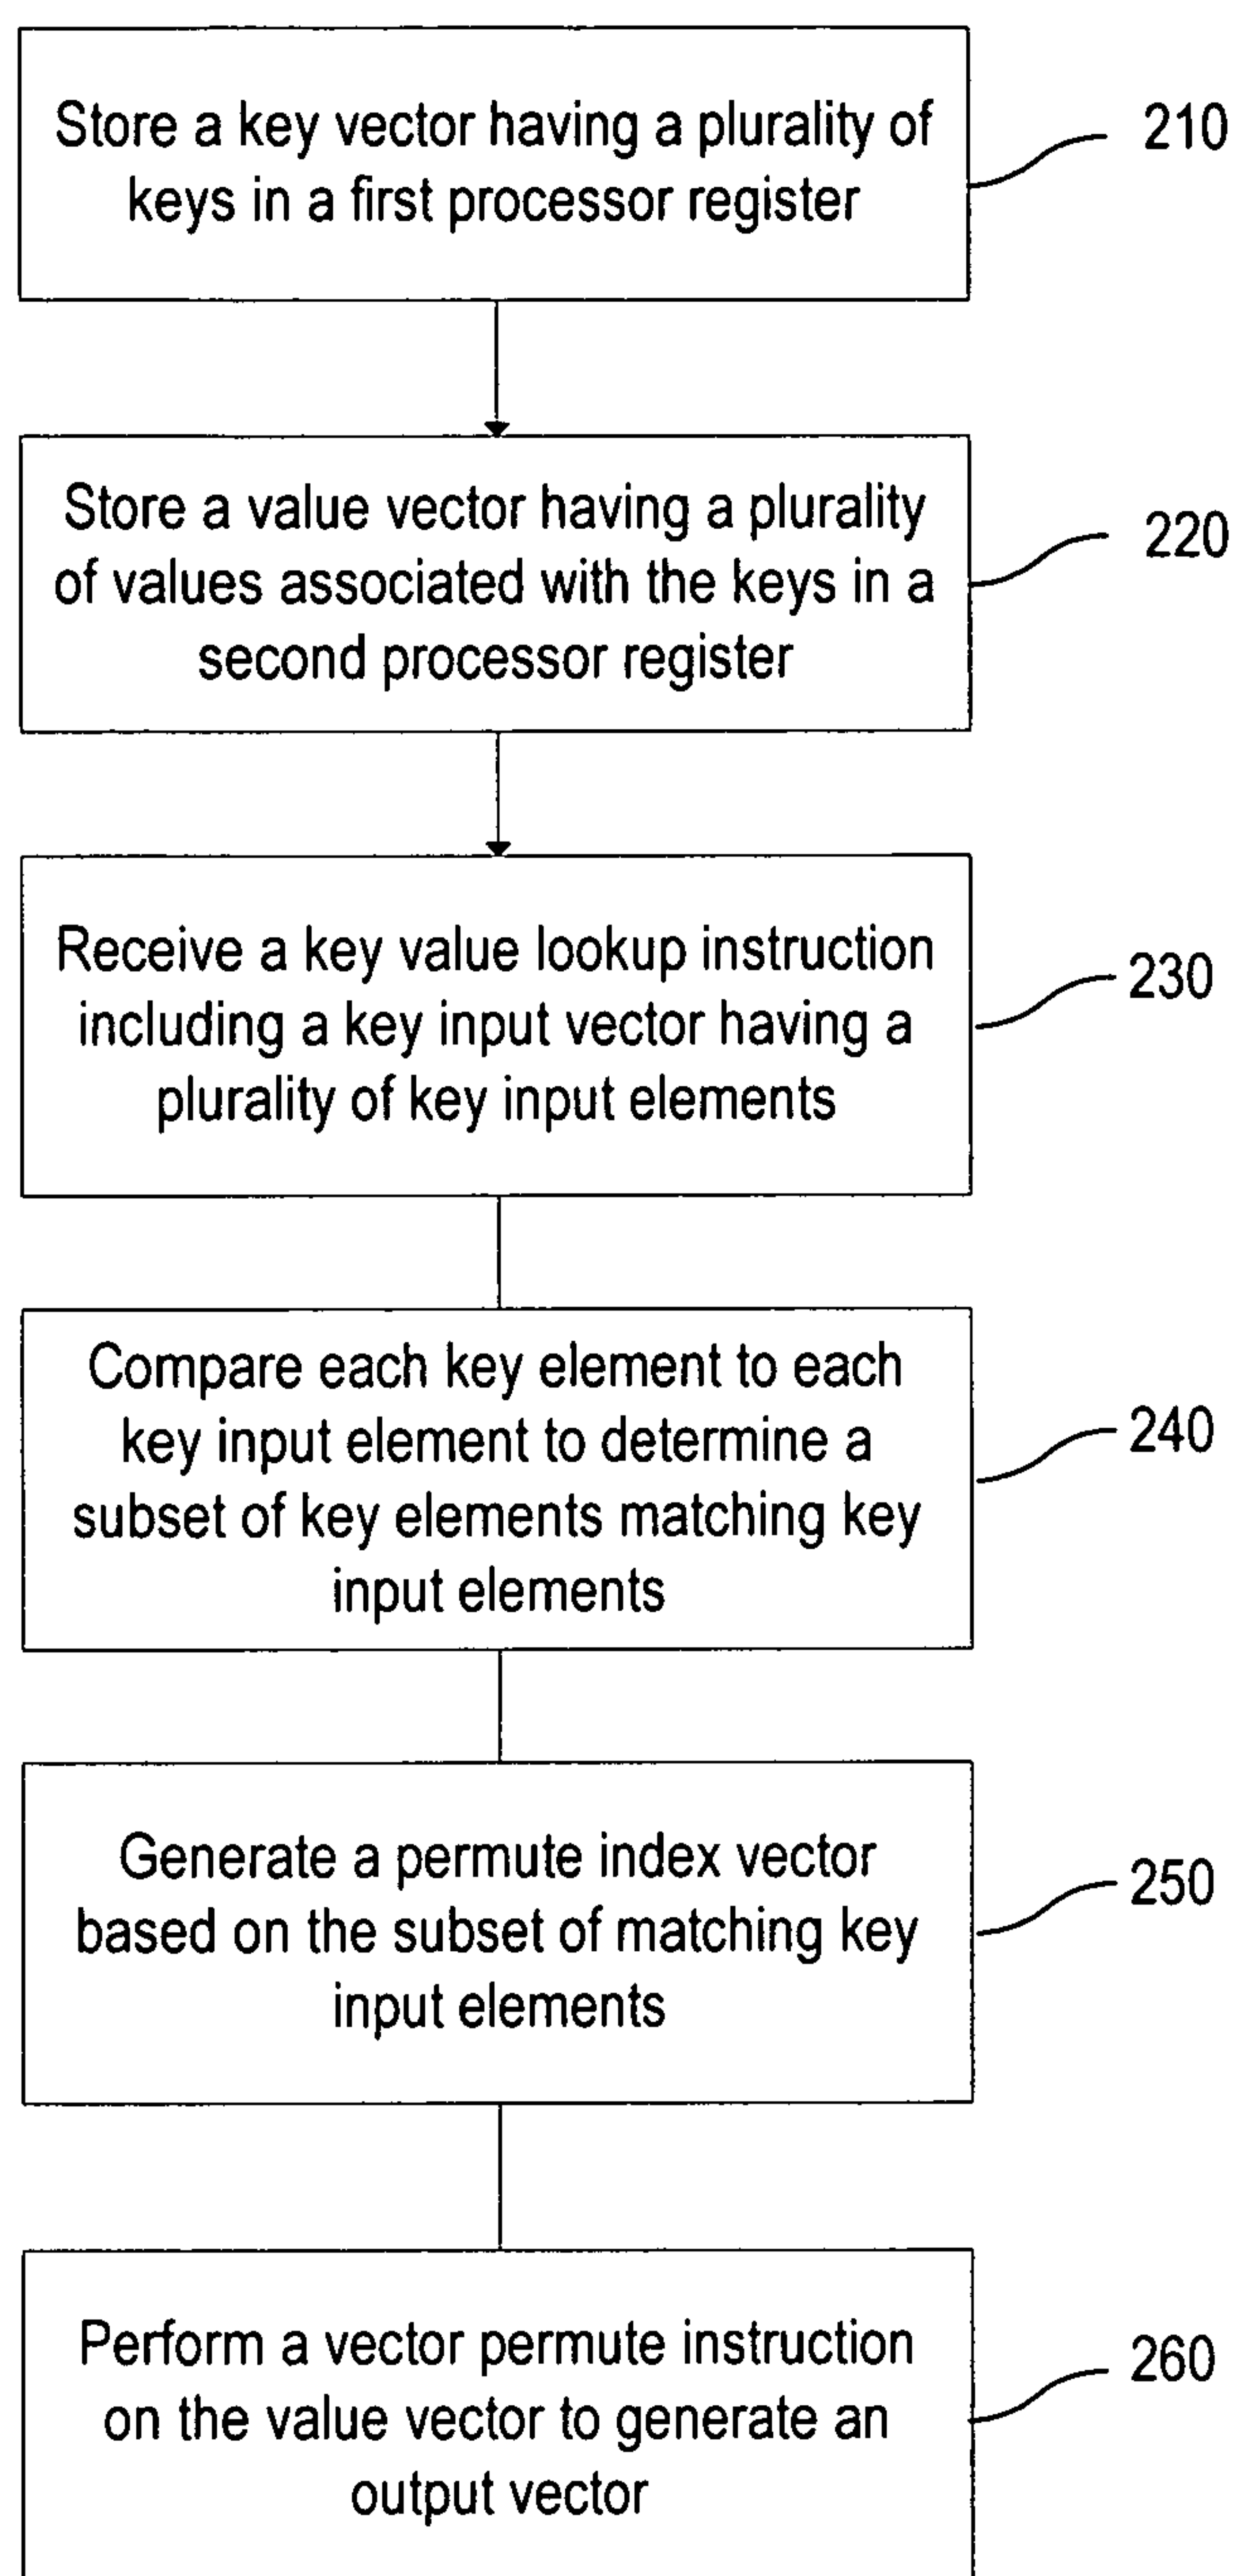 Store a key vector having a plurality of
keys in a first processor register
210
Store a value vector having a plurality
of values associated with the keys in a
second processor register
220
Receive a key value lookup instruction
including a key input vector having a
plurality of key input elements
230
Compare each key element to each
key input element to determine a
subset of key elements matching key
input elements
240
Generate a permute index vector
based on the subset of matching key
input elements
250
Perform a vector permute instruction
on the value vector to generate an
output vector
260